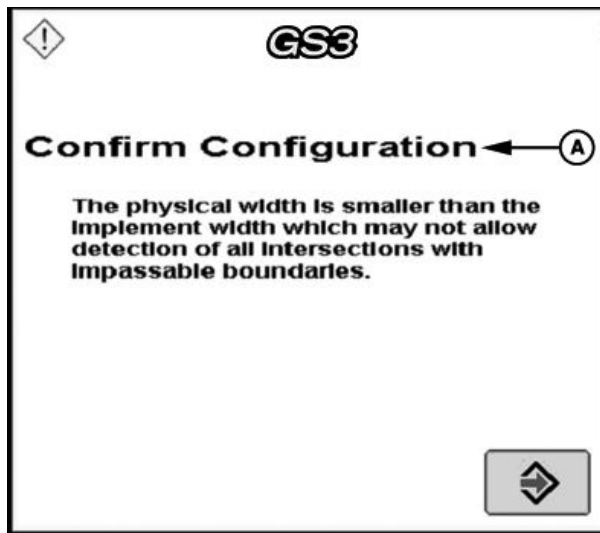 GS3
Confirm Configuration
A
The physical width is smaller than the
Implement width which may not allow
detection of all Intersections with
Impassable boundaries.